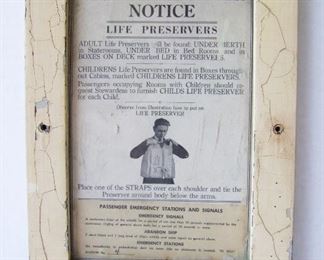 NOTICE
LIFE PRESERVERS
ADULT Life Preservers will be found: UNDER BERTH
in Staterooms, UNDER BED in Bed Rooms and in
BOXES ON DECK marked LIFE PRESERVERS.
CHILDRENS Life Preservers are found in Boxes through-
out Cabins, marked CHILDRENS LIFE PRESERVERS.
Passengers occupying Rooms with Children should re-
quest Stewardess to furnish CHILDS LIFE PRESERVER
for each Child.
Observe from Illustration how to put on
LIFE PRESERVER
Place one of the STRAPS over each shoulder and tie the
Preserver around body below the arms.
PASSENGER EMERGENCY STATIONS AND SIGNALS
EMERGENCY SIGNALS
ABANDON SHIP
EMERGENCY STATIONS